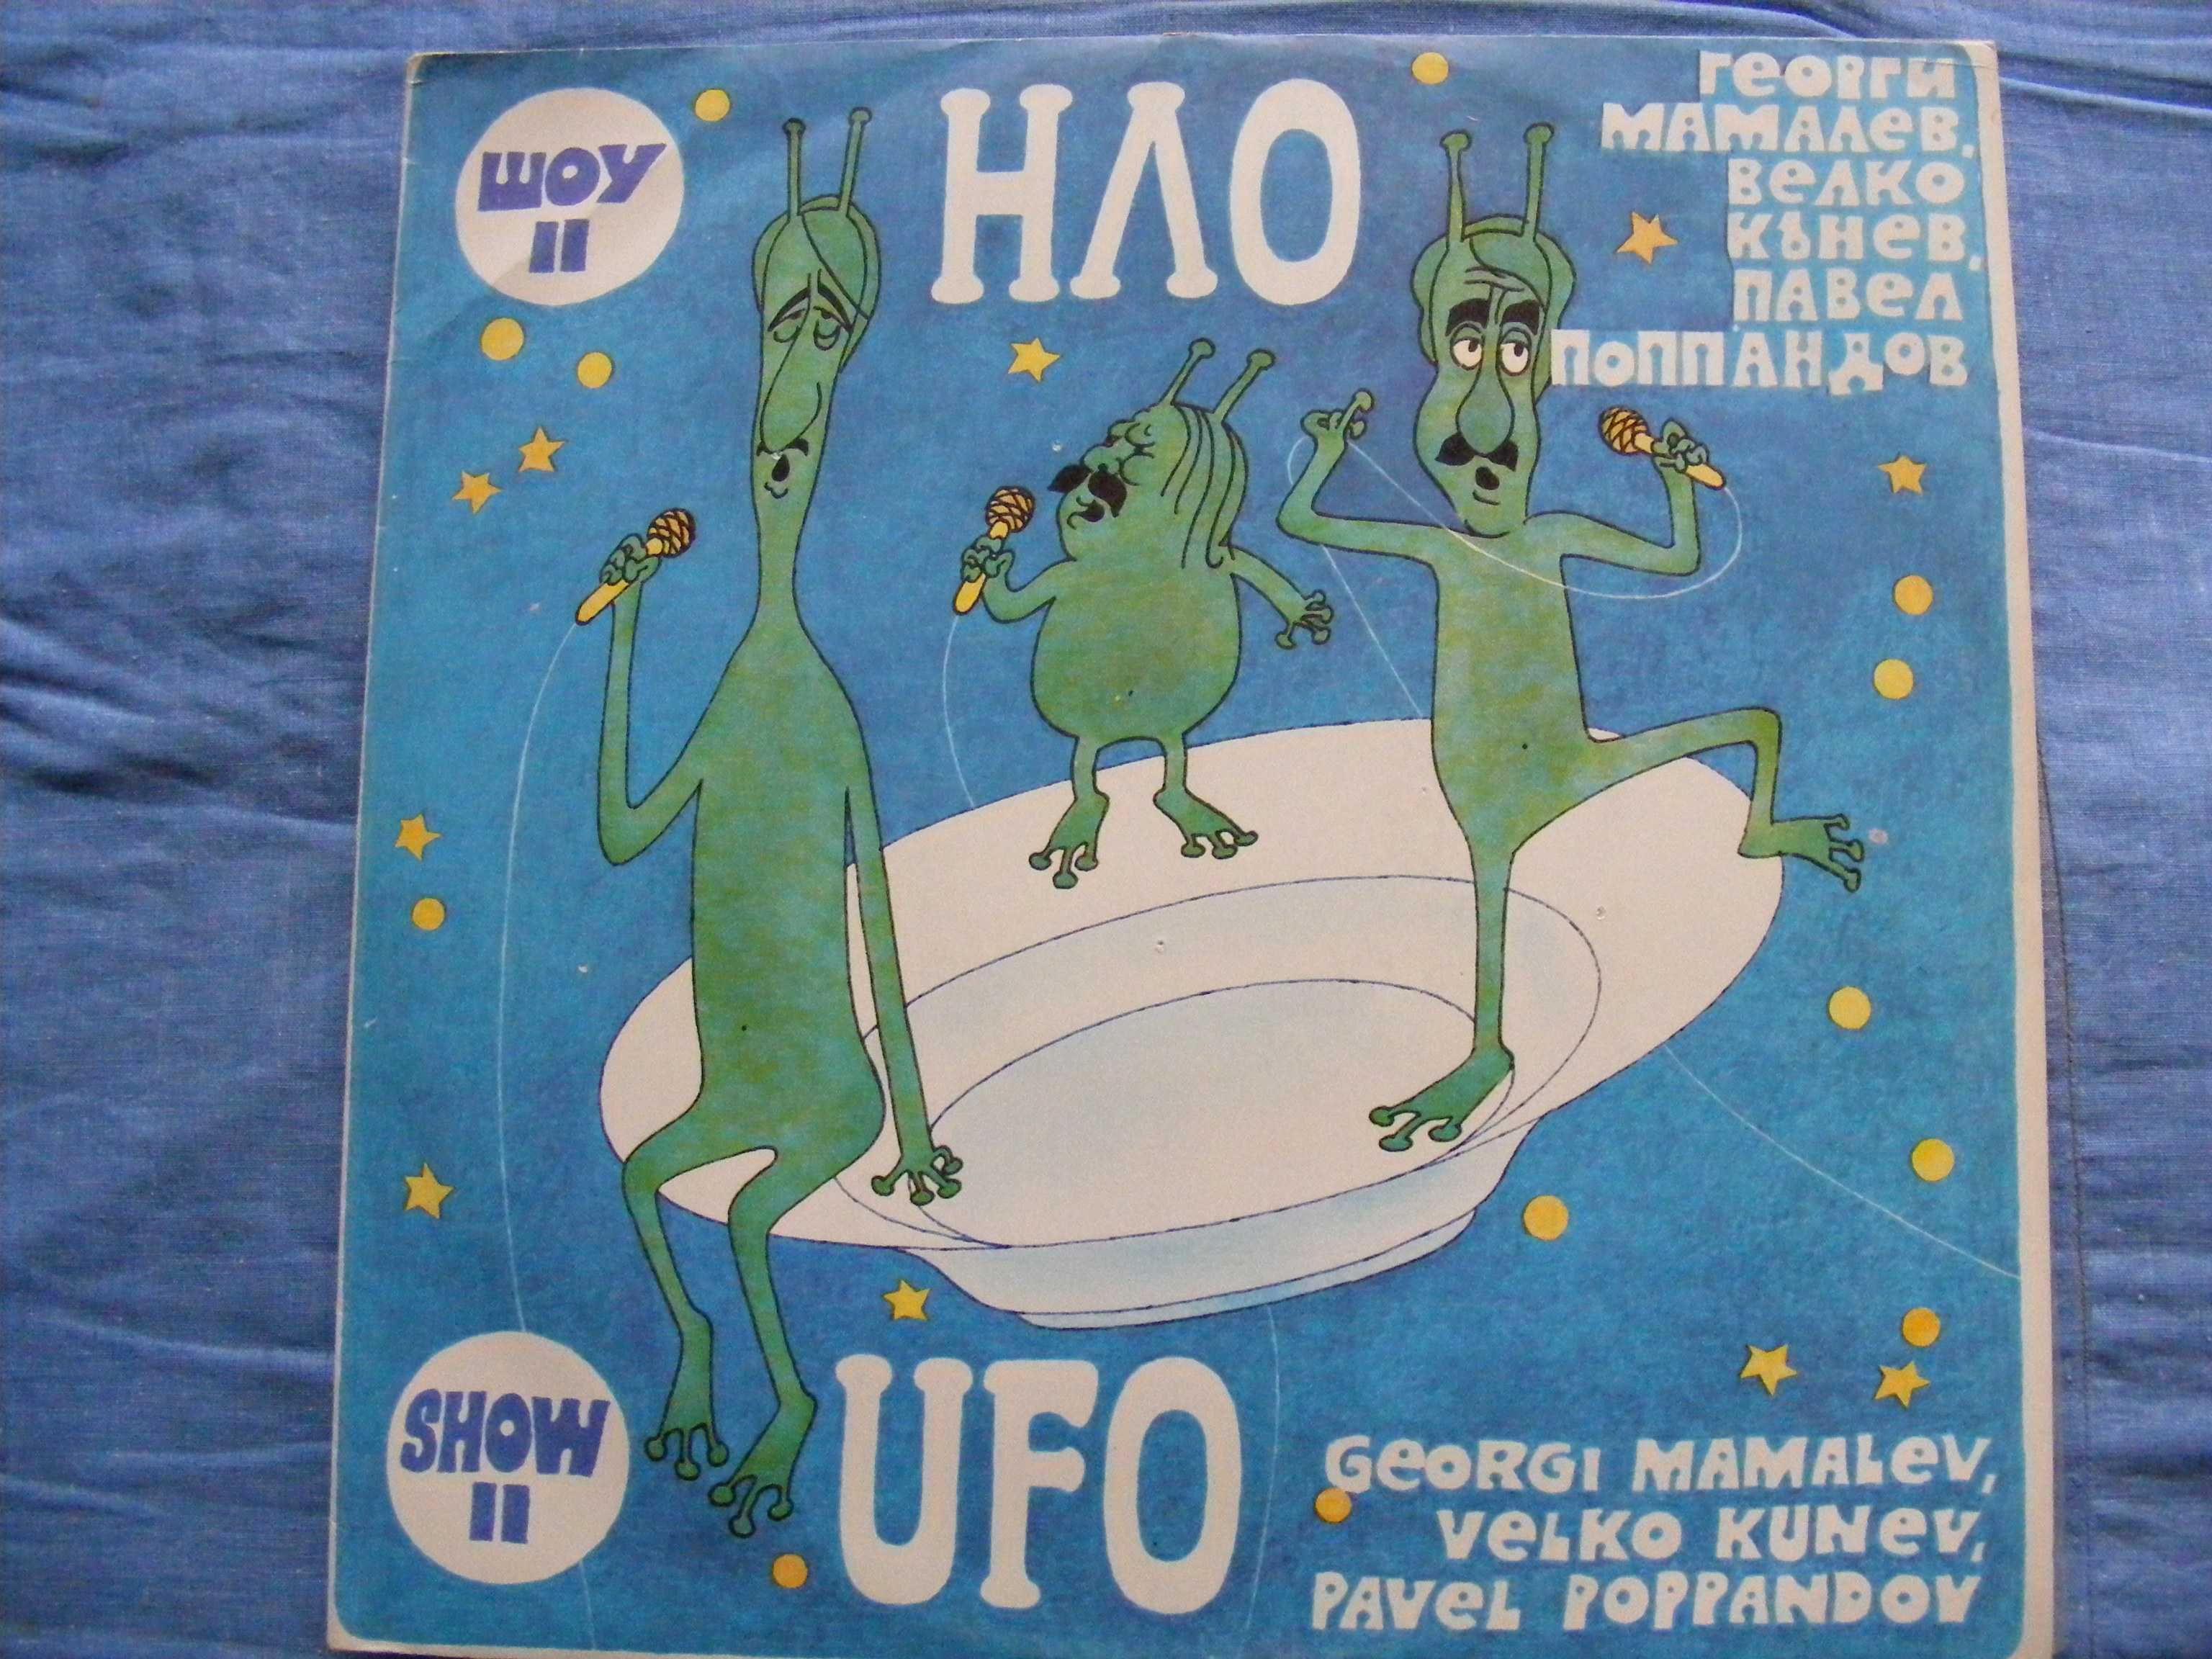 ШОУ
II
НЛО
ГЕОРГИ
МАМАЛЕВ,
ВЕЛКО
КЪНЕВ,
ПАВЕЛ
ПОППАНДОВ
SHOW
II
UFO
GEORGI MAMALEV,
VELKO KUNEV,
PAVEL POPPANDOV